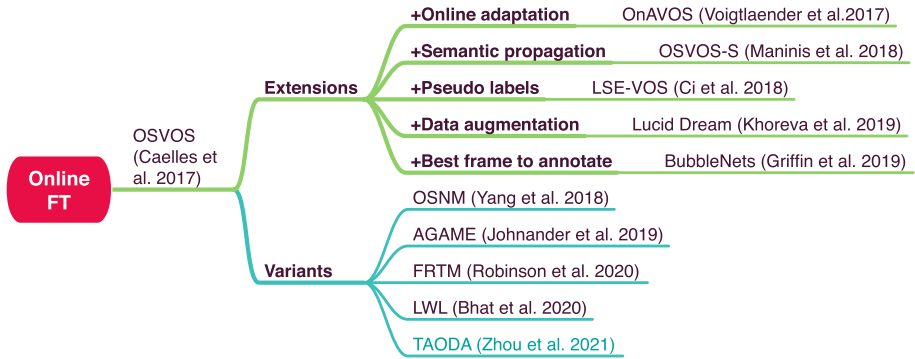 Online
FT
OSVOS
(Caelles et
al. 2017)
Extensions
+Online adaptation OnAVOS (Voigtlaender et al.2017)
+Semantic propagation OSVOS-S (Maninis et al. 2018)
+Pseudo labels LSE-VOS (Ci et al. 2018)
+Data augmentation Lucid Dream (Khoreva et al. 2019)
+Best frame to annotate BubbleNets (Griffin et al. 2019)
Variants
OSNM (Yang et al. 2018)
AGAME (Johnander et al. 2019)
FRTM (Robinson et al. 2020)
LWL (Bhat et al. 2020)
TAODA (Zhou et al. 2021)